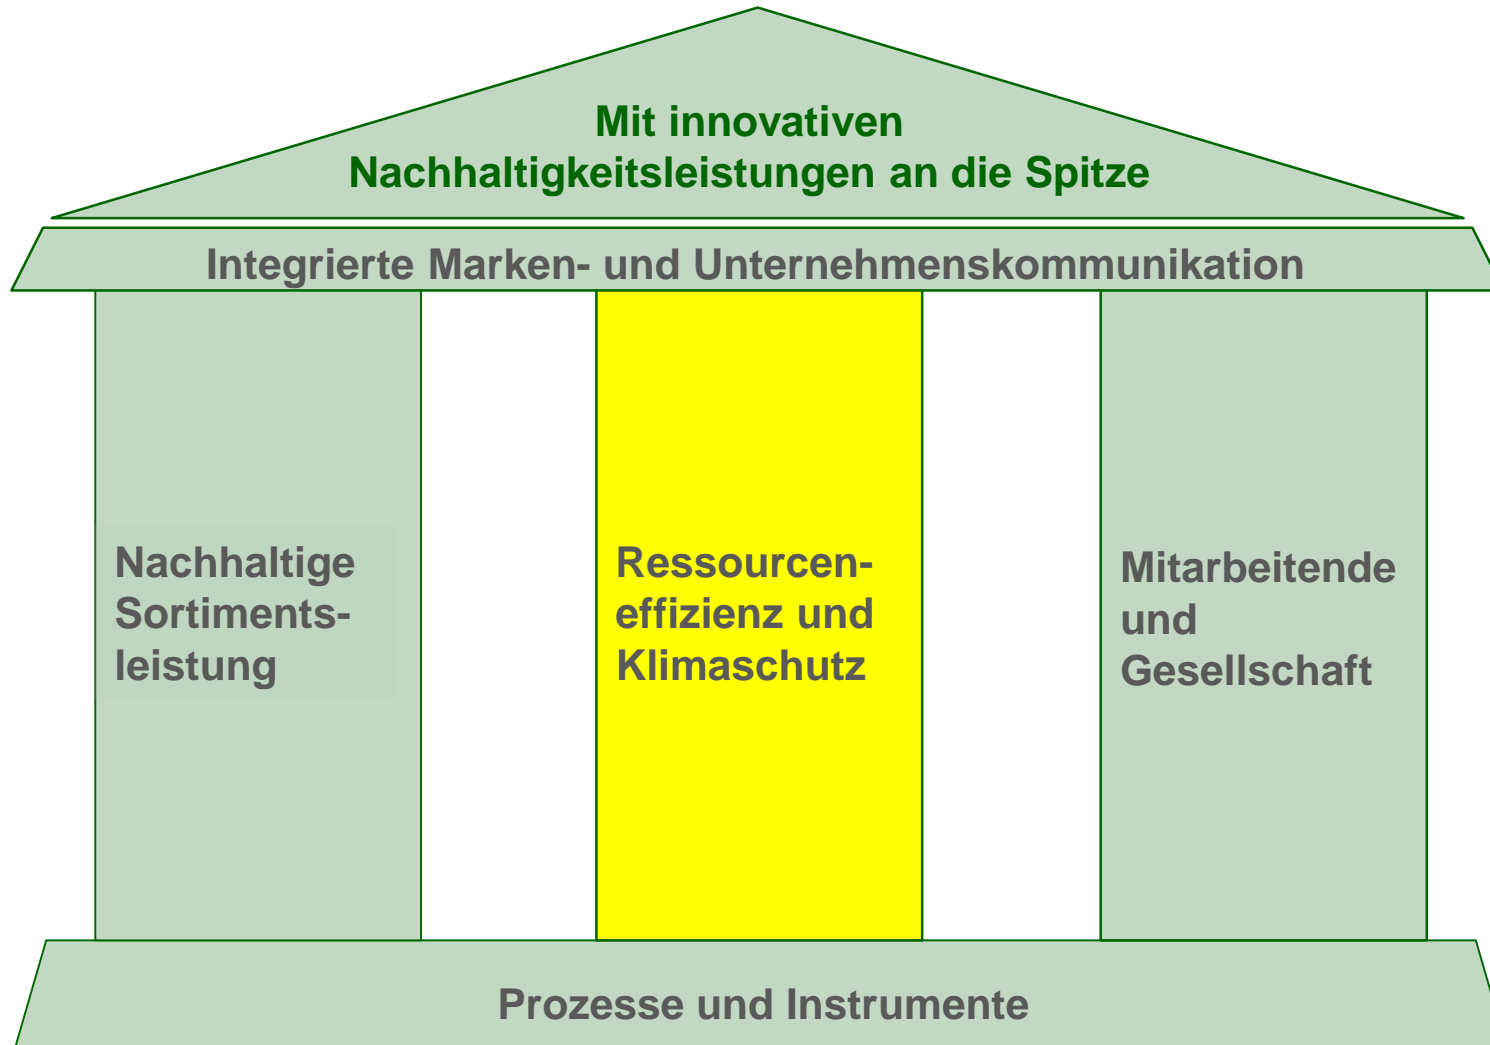 Mit innovativen
Nachhaltigkeitsleistungen an die Spitze
Integrierte Marken- und Unternehmenskommunikation
Nachhaltige
Sortiments-
leistung
Ressourcen-
effizienz und
Klimaschutz
Mitarbeitende
und
Gesellschaft
Prozesse und Instrumente